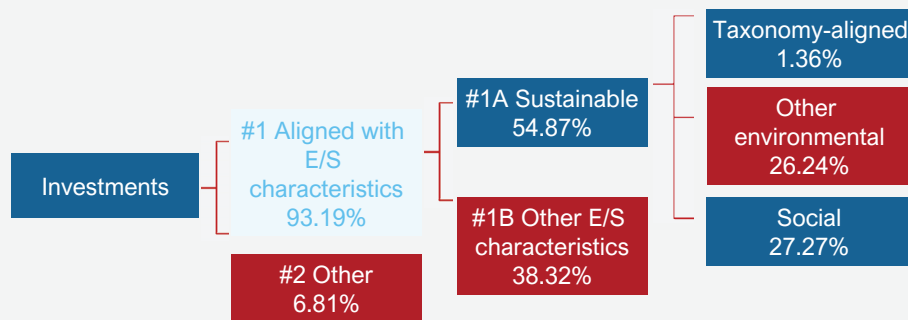 Investments
#1 Aligned with
E/S
characteristics
93.19%
#2 Other
6.81%
#1A Sustainable
54.87%
#1B Other E/S
characteristics
38.32%
Taxonomy-aligned
1.36%
Other
environmental
26.24%
Social
27.27%